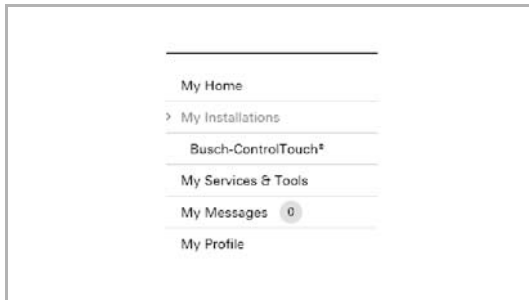 My Home
› My Installations
Busch-ControlTouch®
My Services & Tools
My Messages 0
My Profile